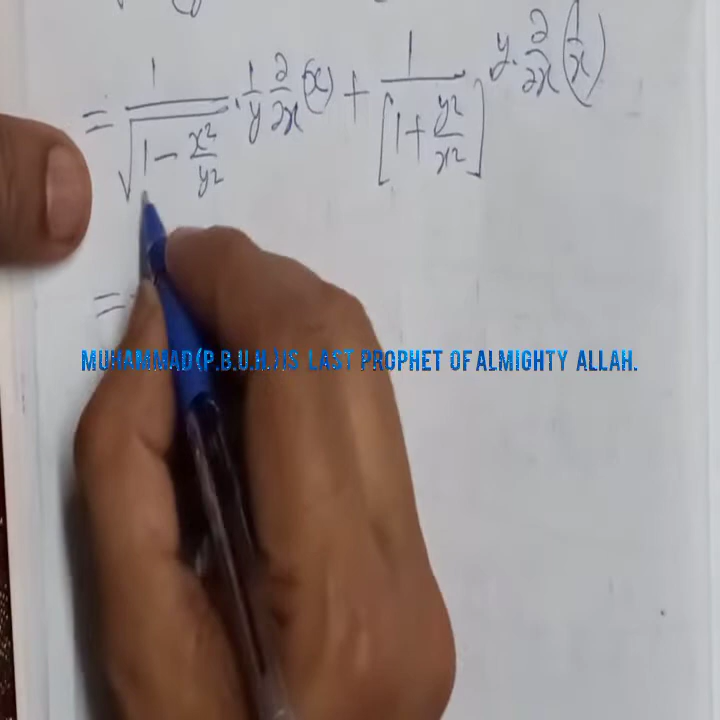 = 1/√(1 - x²/y²) · 1/y ∂/∂x (x) + 1/[1 + y²/x²] y · ∂/∂x (1/x)
=
MUHAMMAD(P.B.U.H.)IS LAST PROPHET OF ALMIGHTY ALLAH.